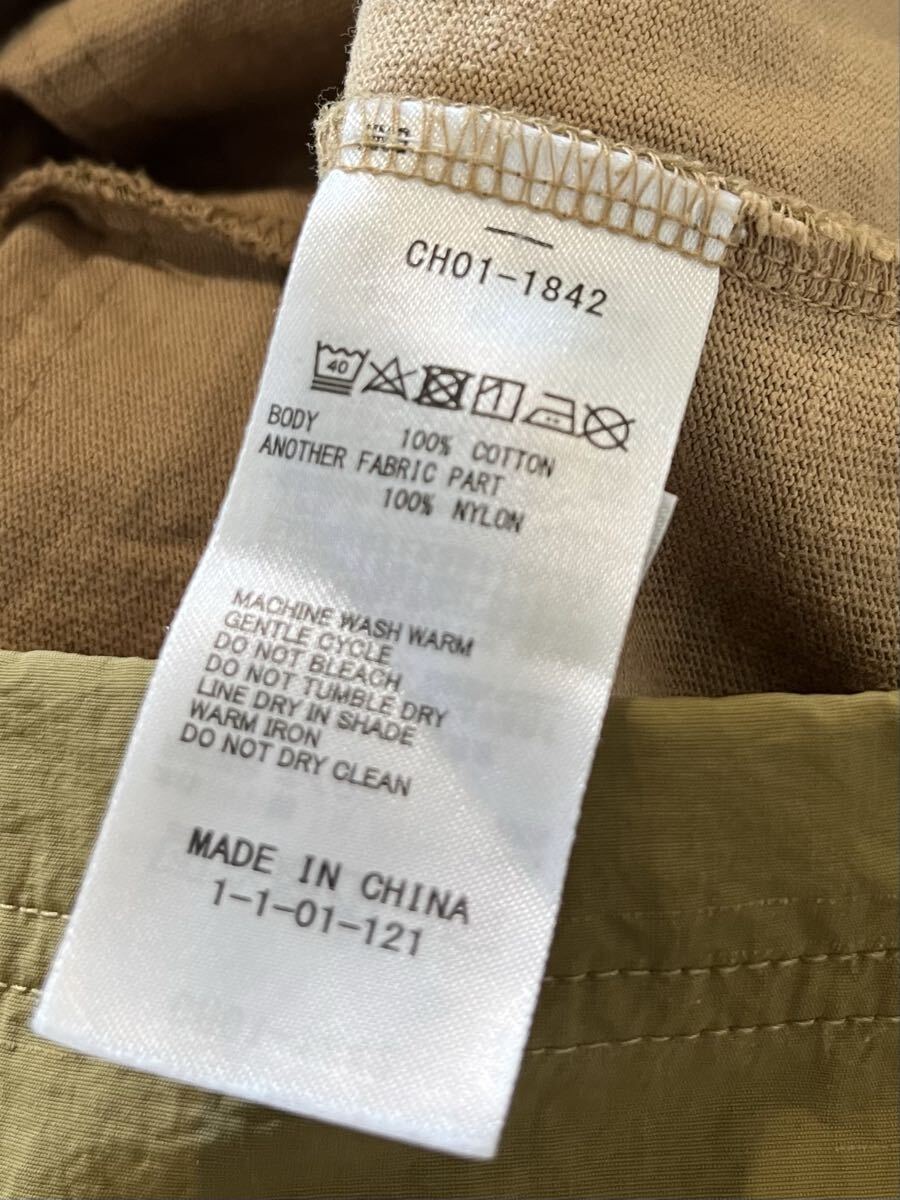 CH01-1842
40
BODY 100% COTTON
ANOTHER FABRIC PART
100% NYLON
MACHINE WASH WARM
GENTLE CYCLE
DO NOT BLEACH
DO NOT TUMBLE DRY
LINE DRY IN SHADE
WARM IRON
DO NOT DRY CLEAN
MADE IN CHINA
1-1-01-121